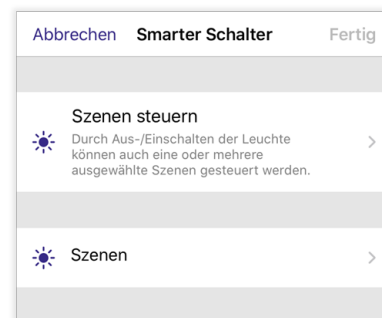 Abbrechen Smarter Schalter Fertig
Szenen steuern
Durch Aus-/Einschalten der Leuchte
können auch eine oder mehrere
ausgewählte Szenen gesteuert werden.
Szenen